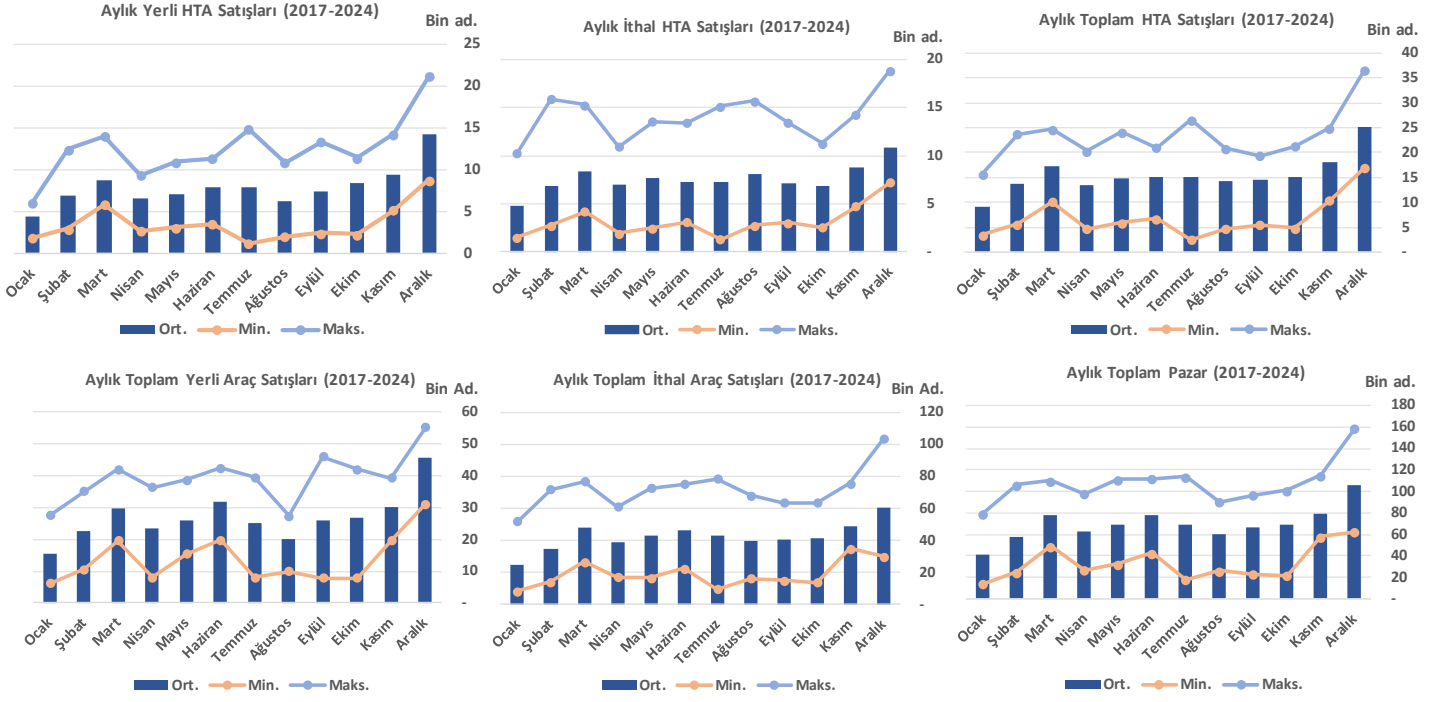 Aylık Yerli HTA Satışları (2017-2024)
Bin ad.
25
20
15
10
5
0
Ocak
Şubat
Mart
Nisan
Mayıs
Haziran
Temmuz
Ağustos
Eylül
Ekim
Kasım
Aralık
Ort. Min. Maks.
Aylık İthal HTA Satışları (2017-2024)
Bin ad.
20
15
10
5
-
Ocak
Şubat
Mart
Nisan
Mayıs
Haziran
Temmuz
Ağustos
Eylül
Ekim
Kasım
Aralık
Ort. Min. Maks.
Aylık Toplam HTA Satışları (2017-2024)
Bin ad.
40
35
30
25
20
15
10
5
-
Ocak
Şubat
Mart
Nisan
Mayıs
Haziran
Temmuz
Ağustos
Eylül
Ekim
Kasım
Aralık
Ort. Min. Maks.
Aylık Toplam Yerli Araç Satışları (2017-2024)
Bin Ad.
60
50
40
30
20
10
-
Ocak
Şubat
Mart
Nisan
Mayıs
Haziran
Temmuz
Ağustos
Eylül
Ekim
Kasım
Aralık
Ort. Min. Maks.
Aylık Toplam İthal Araç Satışları (2017-2024)
Bin Ad.
120
100
80
60
40
20
-
Ocak
Şubat
Mart
Nisan
Mayıs
Haziran
Temmuz
Ağustos
Eylül
Ekim
Kasım
Aralık
Ort. Min. Maks.
Aylık Toplam Pazar (2017-2024)
Bin ad.
180
160
140
120
100
80
60
40
20
-
Ocak
Şubat
Mart
Nisan
Mayıs
Haziran
Temmuz
Ağustos
Eylül
Ekim
Kasım
Aralık
Ort. Min. Maks.